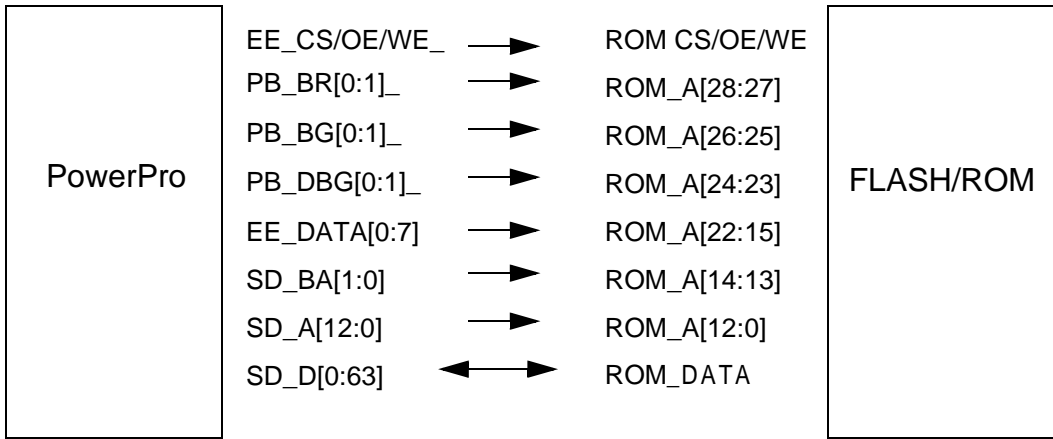 EE_CS/OE/WE_ ROM CS/OE/WE
PB_BR[0:1]_ ROM_A[28:27]
PB_BG[0:1]_ ROM_A[26:25]
PowerPro PB_DBG[0:1]_ ROM_A[24:23] FLASH/ROM
EE_DATA[0:7] ROM_A[22:15]
SD_BA[1:0] ROM_A[14:13]
SD_A[12:0] ROM_A[12:0]
SD_D[0:63] ROM_DATA